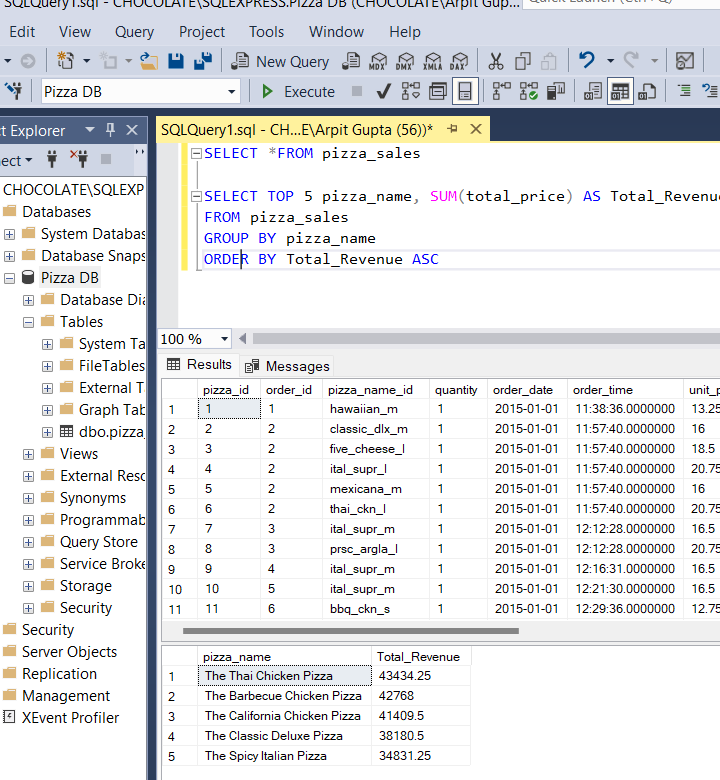 SQLQuery1.sql - CHOCOLATE\SQLEXPRESS.Pizza DB (CHOCOLATE\Arpit Gup... Quick Launch (Ctrl+Q)
Edit View Query Project Tools Window Help
New Query MDX DMX XMLA DAX
Pizza DB Execute
ct Explorer SQLQuery1.sql - CH...E\Arpit Gupta (56))*
nect
CHOCOLATE\SQLEXP
Databases
System Databas
Database Snaps
Pizza DB
Database Dia
Tables
System Ta
FileTables
External T
Graph Tab
dbo.pizza_
Views
External Resc
Synonyms
Programmab
Query Store
Service Broke
Storage
Security
Security
Server Objects
Replication
Management
XEvent Profiler
SELECT *FROM pizza_sales
SELECT TOP 5 pizza_name, SUM(total_price) AS Total_Revenue
FROM pizza_sales
GROUP BY pizza_name
ORDER BY Total_Revenue ASC
100 %
Results Messages
pizza_id order_id pizza_name_id quantity order_date order_time unit_p
1 1 1 hawaiian_m 1 2015-01-01 11:38:36.0000000 13.25
2 2 2 classic_dlx_m 1 2015-01-01 11:57:40.0000000 16
3 3 2 five_cheese_l 1 2015-01-01 11:57:40.0000000 18.5
4 4 2 ital_supr_l 1 2015-01-01 11:57:40.0000000 20.75
5 5 2 mexicana_m 1 2015-01-01 11:57:40.0000000 16
6 6 2 thai_ckn_l 1 2015-01-01 11:57:40.0000000 20.75
7 7 3 ital_supr_m 1 2015-01-01 12:12:28.0000000 16.5
8 8 3 prsc_argla_l 1 2015-01-01 12:12:28.0000000 20.75
9 9 4 ital_supr_m 1 2015-01-01 12:16:31.0000000 16.5
10 10 5 ital_supr_m 1 2015-01-01 12:21:30.0000000 16.5
11 11 6 bbq_ckn_s 1 2015-01-01 12:29:36.0000000 12.75
pizza_name Total_Revenue
1 The Thai Chicken Pizza 43434.25
2 The Barbecue Chicken Pizza 42768
3 The California Chicken Pizza 41409.5
4 The Classic Deluxe Pizza 38180.5
5 The Spicy Italian Pizza 34831.25